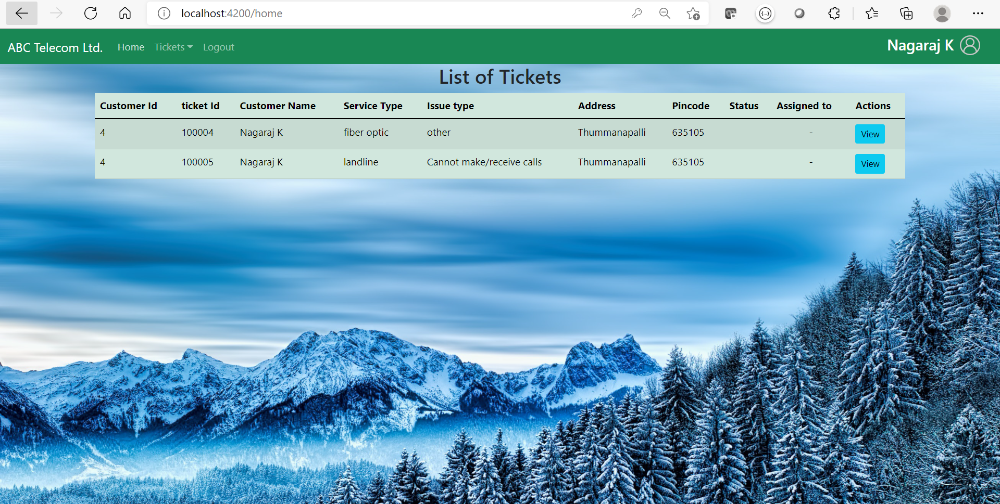 localhost:4200/home
ABC Telecom Ltd. Home Tickets Logout Nagaraj K
List of Tickets
Customer Id ticket Id Customer Name Service Type Issue type Address Pincode Status Assigned to Actions
4 100004 Nagaraj K fiber optic other Thummanapalli 635105 - View
4 100005 Nagaraj K landline Cannot make/receive calls Thummanapalli 635105 - View